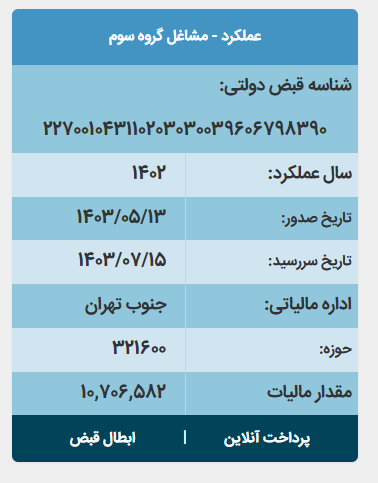 عملکرد - مشاغل گروه سوم
شناسه قبض دولتی:
۲۲۷۰۰۱۰۴۳۱۱۰۲۰۳۰۳۰۰۳۹۶۰۶۷۹۸۳۹۰
سال عملکرد: ۱۴۰۲
تاریخ صدور: ۱۴۰۳/۰۵/۱۳
تاریخ سررسید: ۱۴۰۳/۰۷/۱۵
اداره مالیاتی: جنوب تهران
حوزه: ۳۲۱۶۰۰
مقدار مالیات ۱۰,۷۰۶,۵۸۲
پرداخت آنلاین | ابطال قبض